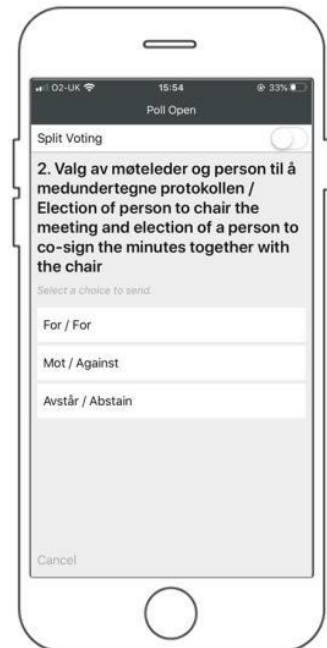 O2-UK 15:54 33%
Poll Open
Split Voting
2. Valg av møteleder og person til å
medundertegne protokollen /
Election of person to chair the
meeting and election of a person to
co-sign the minutes together with
the chair
Select a choice to send.
For / For
Mot / Against
Avstår / Abstain
Cancel